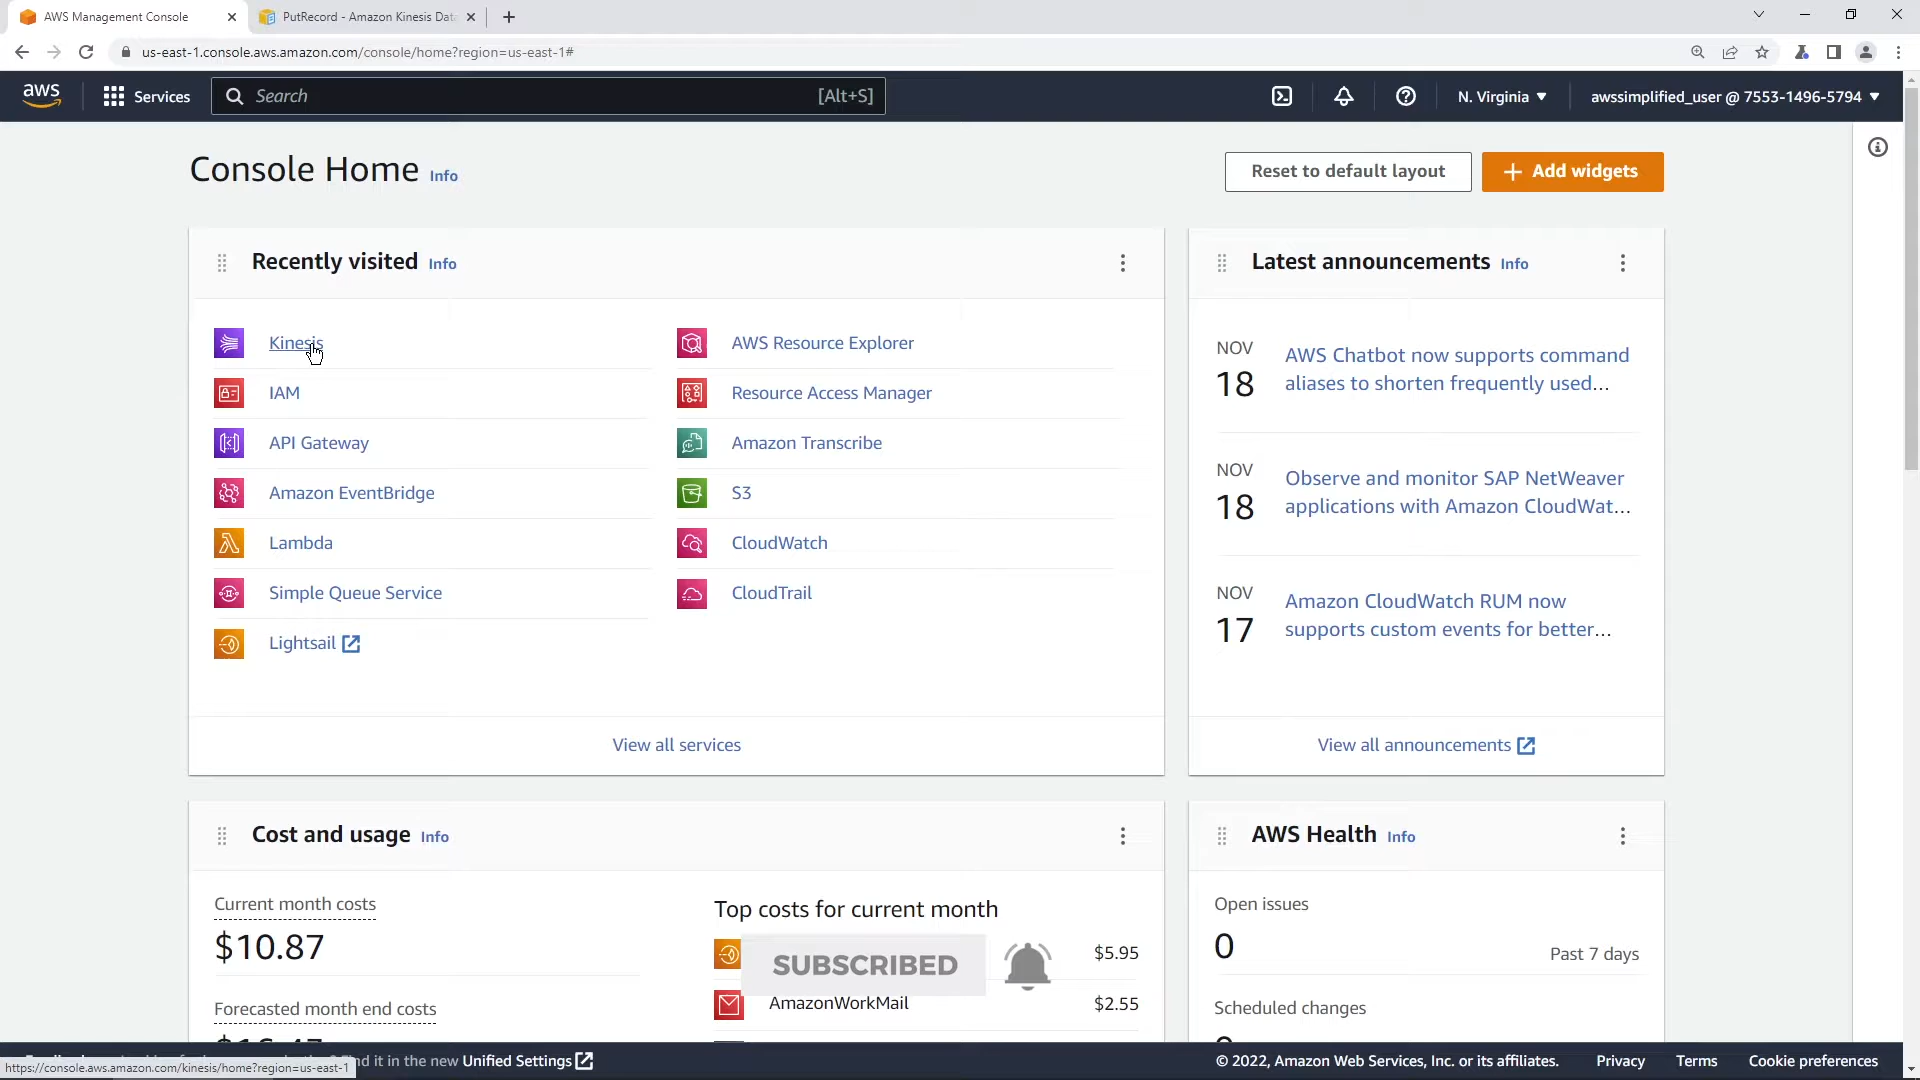 AWS Management Console
PutRecord - Amazon Kinesis Dat
us-east-1.console.aws.amazon.com/console/home?region=us-east-1#
aws
Services
Search
[Alt+S]
N. Virginia
awssimplified_user @ 7553-1496-5794
Console Home Info
Reset to default layout
Add widgets
Recently visited Info
Kinesis
IAM
API Gateway
Amazon EventBridge
Lambda
Simple Queue Service
Lightsail
AWS Resource Explorer
Resource Access Manager
Amazon Transcribe
S3
CloudWatch
CloudTrail
View all services
Latest announcements Info
NOV
18
AWS Chatbot now supports command
aliases to shorten frequently used...
NOV
18
Observe and monitor SAP NetWeaver
applications with Amazon CloudWat...
NOV
17
Amazon CloudWatch RUM now
supports custom events for better...
View all announcements
Cost and usage Info
Current month costs
$10.87
Forecasted month end costs
Top costs for current month
$5.95
SUBSCRIBED
AmazonWorkMail
$2.55
AWS Health Info
Open issues
0
Past 7 days
Scheduled changes
find it in the new Unified Settings
https://console.aws.amazon.com/kinesis/home?region=us-east-1
© 2022, Amazon Web Services, Inc. or its affiliates.
Privacy
Terms
Cookie preferences